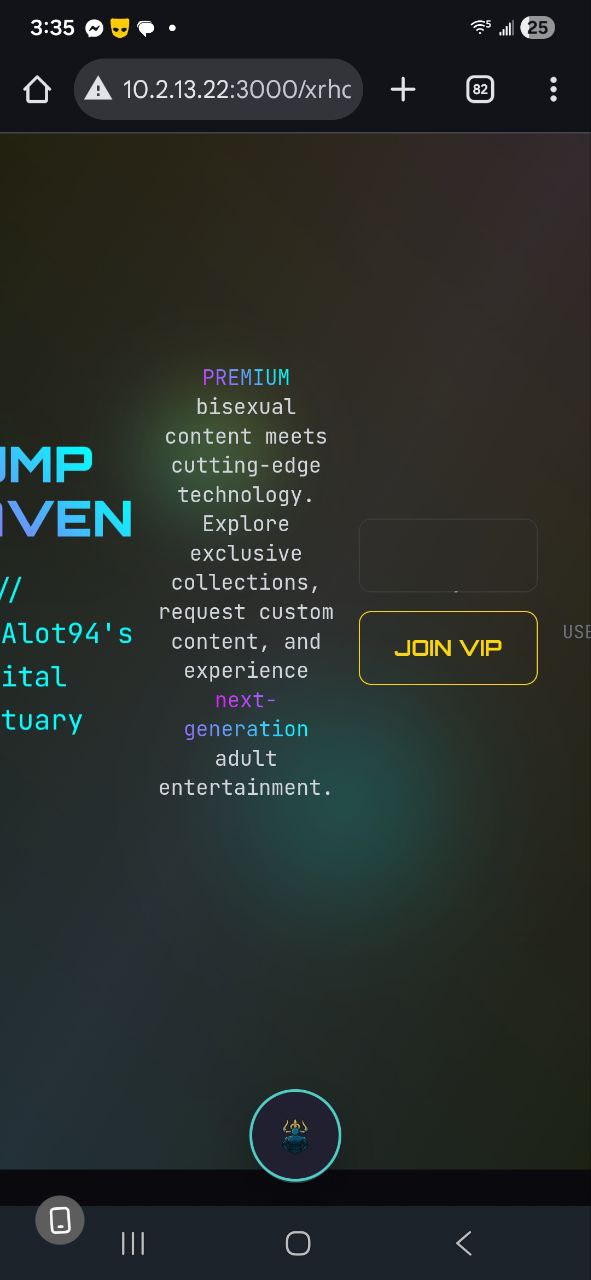 3:35
25
10.2.13.22:3000/xrhc
82
UMP
AVEN
//
Alot94's
ital
tuary
PREMIUM
bisexual
content meets
cutting-edge
technology.
Explore
exclusive
collections,
request custom
content, and
experience
next-
generation
adult
entertainment.
JOIN VIP
USE